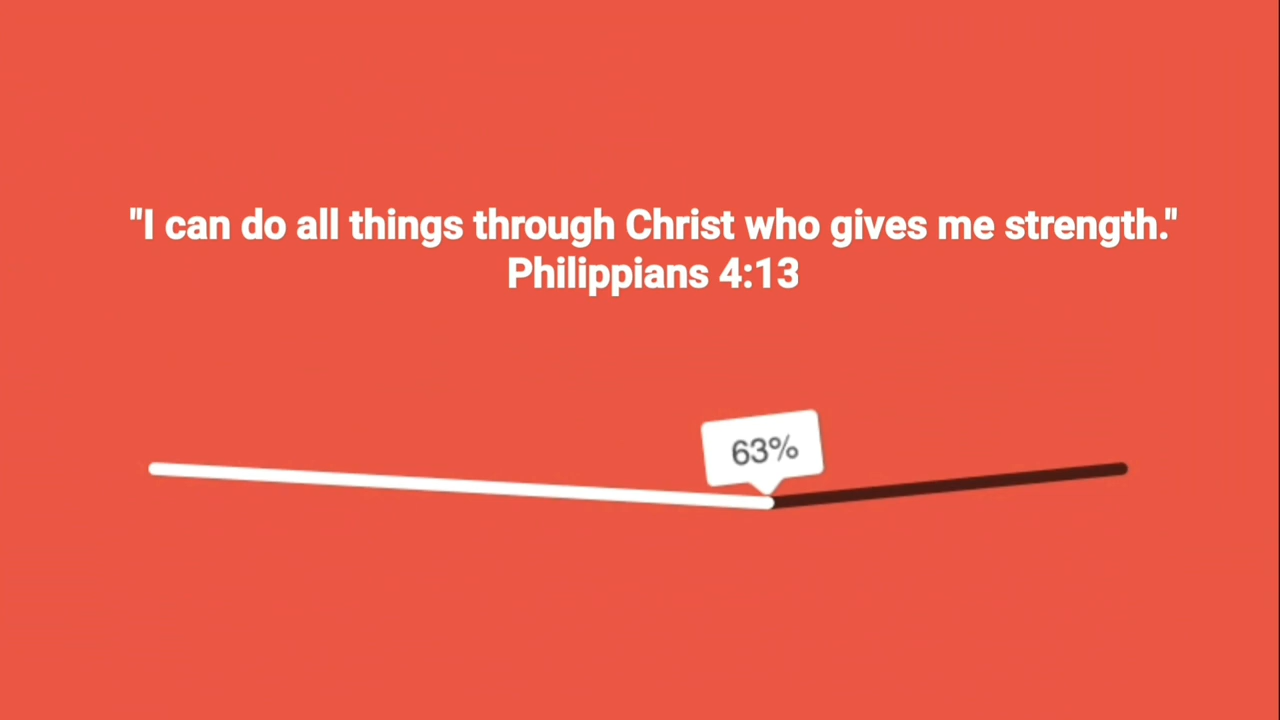 "I can do all things through Christ who gives me strength."
Philippians 4:13
63%